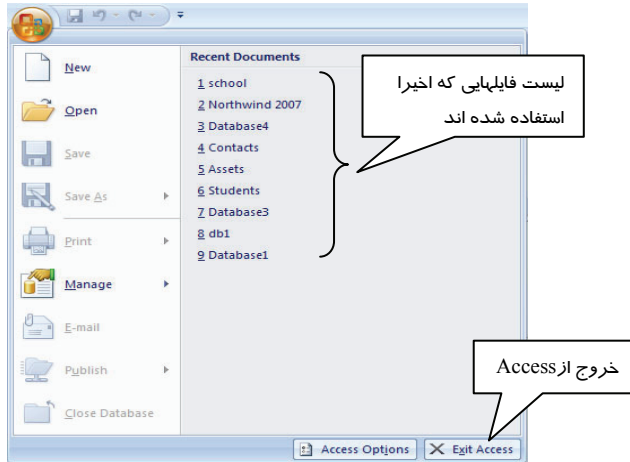 New
Open
Save
Save As
Print
Manage
E-mail
Publish
Close Database
Recent Documents
1 school
2 Northwind 2007
3 Database4
4 Contacts
5 Assets
6 Students
7 Database3
8 db1
9 Database1
لیست فایلهایی که اخیرا
استفاده شده اند
خروج ازAccess
Access Options
Exit Access